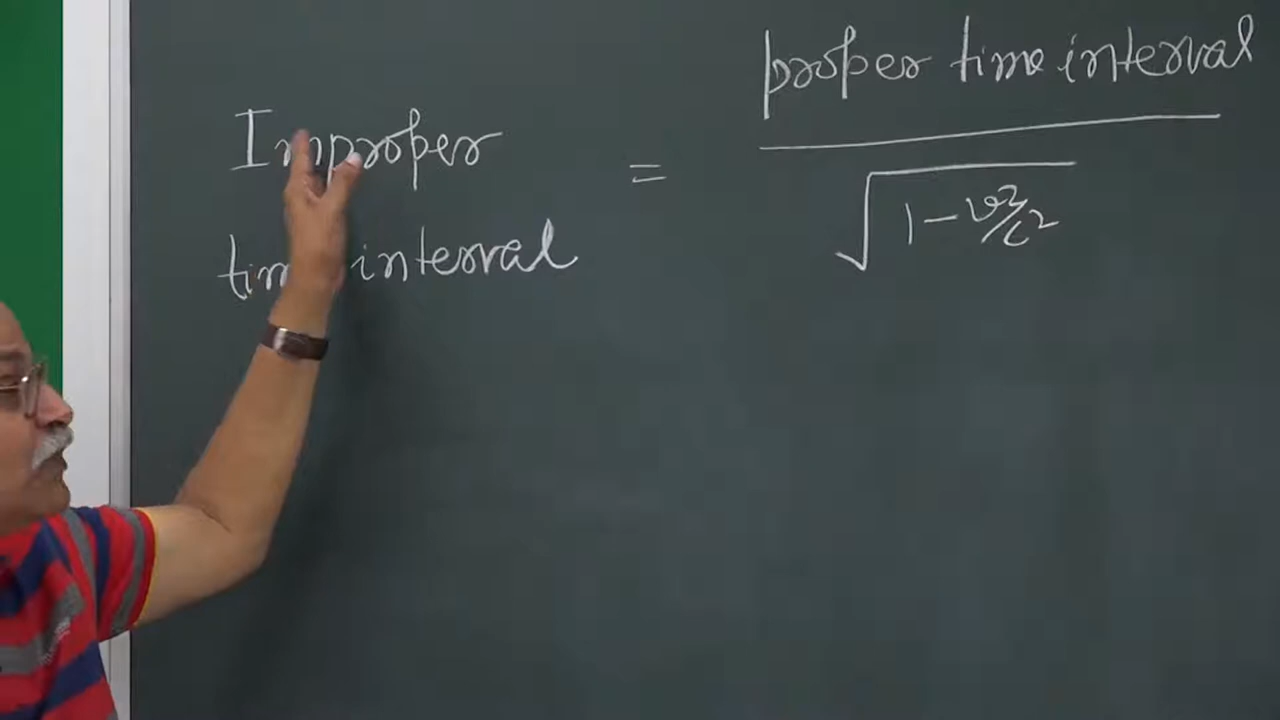 Improper
time interval
=
proper time interval
√1 - v²/c²